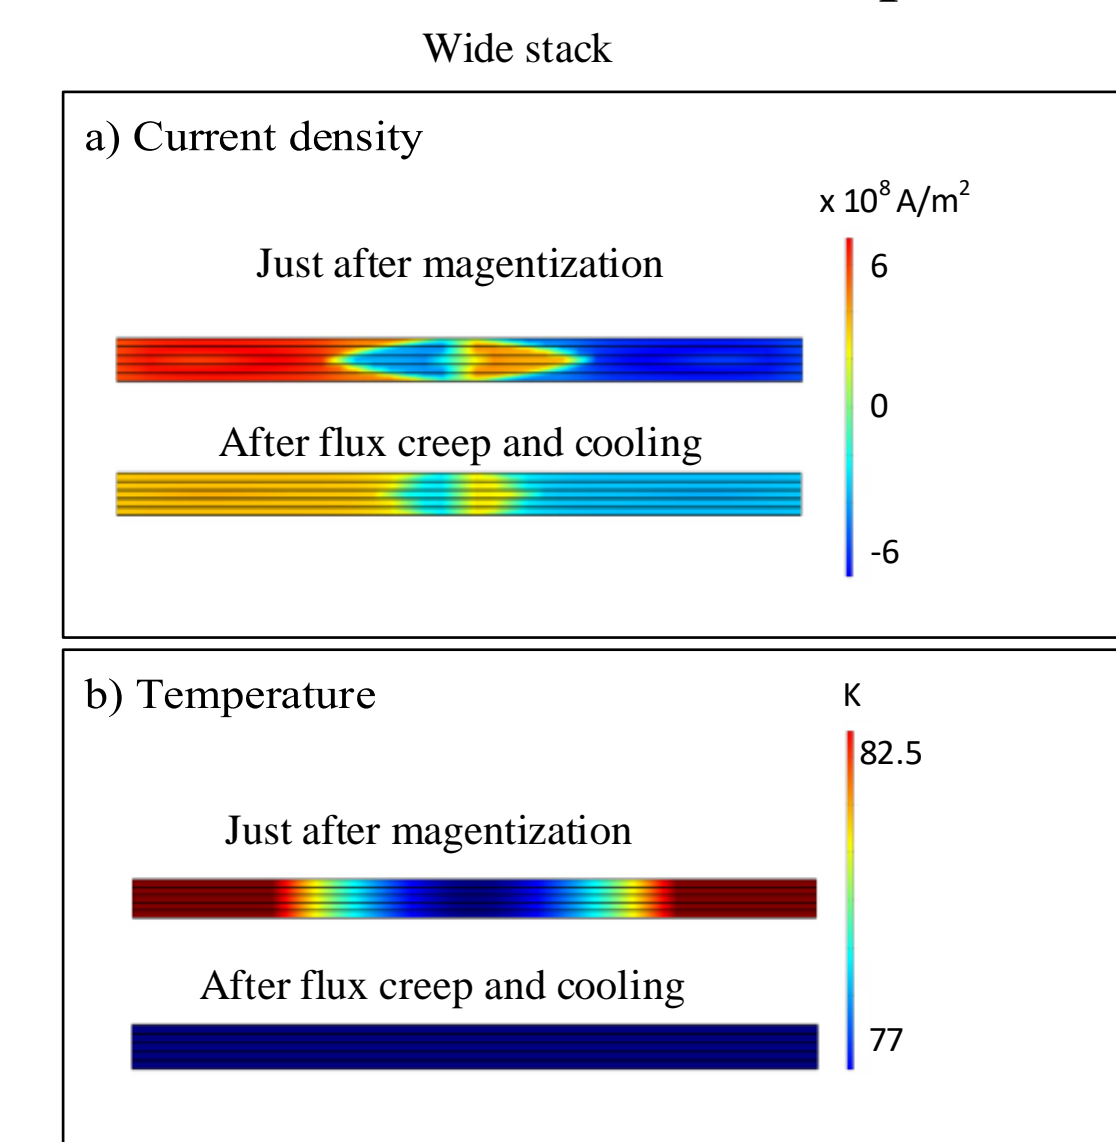 Wide stack
a) Current density
x 10⁸ A/m²
Just after magentization
6
0
After flux creep and cooling
-6
b) Temperature
K
82.5
Just after magentization
After flux creep and cooling
77